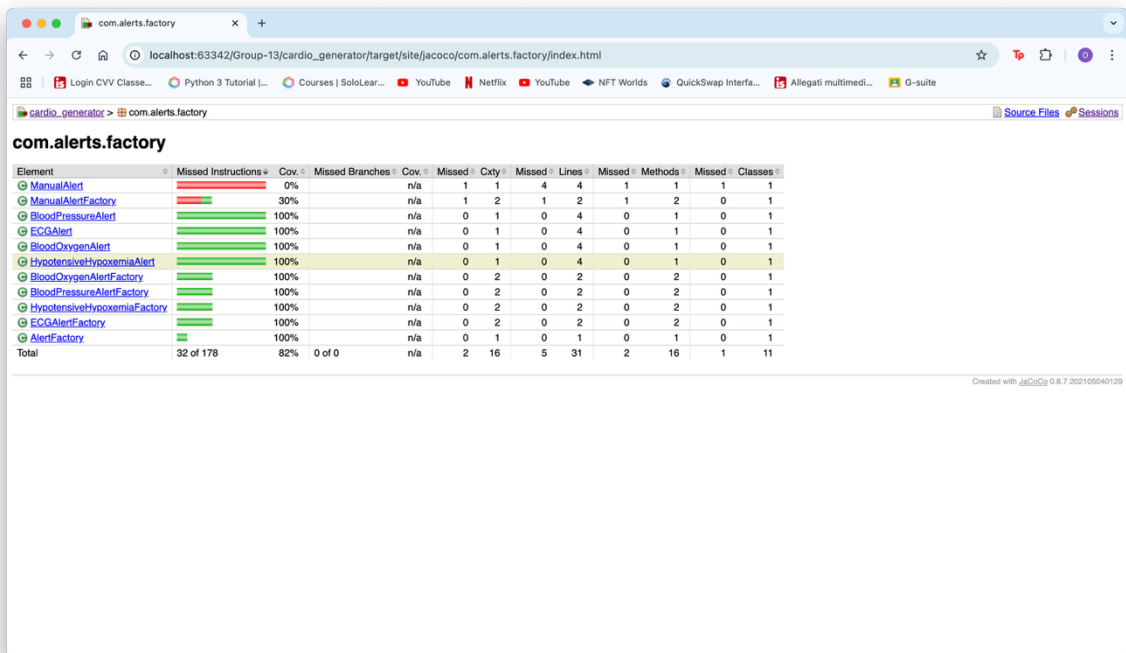 com.alerts.factory
localhost:63342/Group-13/cardio_generator/target/site/jacoco/com.alerts.factory/index.html
Tp
O
Login CVV Classe... Python 3 Tutorial |... Courses | SoloLear... YouTube Netflix YouTube NFT Worlds QuickSwap Interfa... Allegati multimedi... G-suite
cardio_generator > com.alerts.factory Source Files Sessions
com.alerts.factory
Element Missed Instructions Cov. Missed Branches Cov. Missed Cxty Missed Lines Missed Methods Missed Classes
ManualAlert 0% n/a 1 1 4 4 1 1 1 1
ManualAlertFactory 30% n/a 1 2 1 2 1 2 0 1
BloodPressureAlert 100% n/a 0 1 0 4 0 1 0 1
ECGAlert 100% n/a 0 1 0 4 0 1 0 1
BloodOxygenAlert 100% n/a 0 1 0 4 0 1 0 1
HypotensiveHypoxemiaAlert 100% n/a 0 1 0 4 0 1 0 1
BloodOxygenAlertFactory 100% n/a 0 2 0 2 0 2 0 1
BloodPressureAlertFactory 100% n/a 0 2 0 2 0 2 0 1
HypotensiveHypoxemiaFactory 100% n/a 0 2 0 2 0 2 0 1
ECGAlertFactory 100% n/a 0 2 0 2 0 2 0 1
AlertFactory 100% n/a 0 1 0 1 0 1 0 1
Total 32 of 178 82% 0 of 0 n/a 2 16 5 31 2 16 1 11
Created with JaCoCo 0.8.7.202105040129